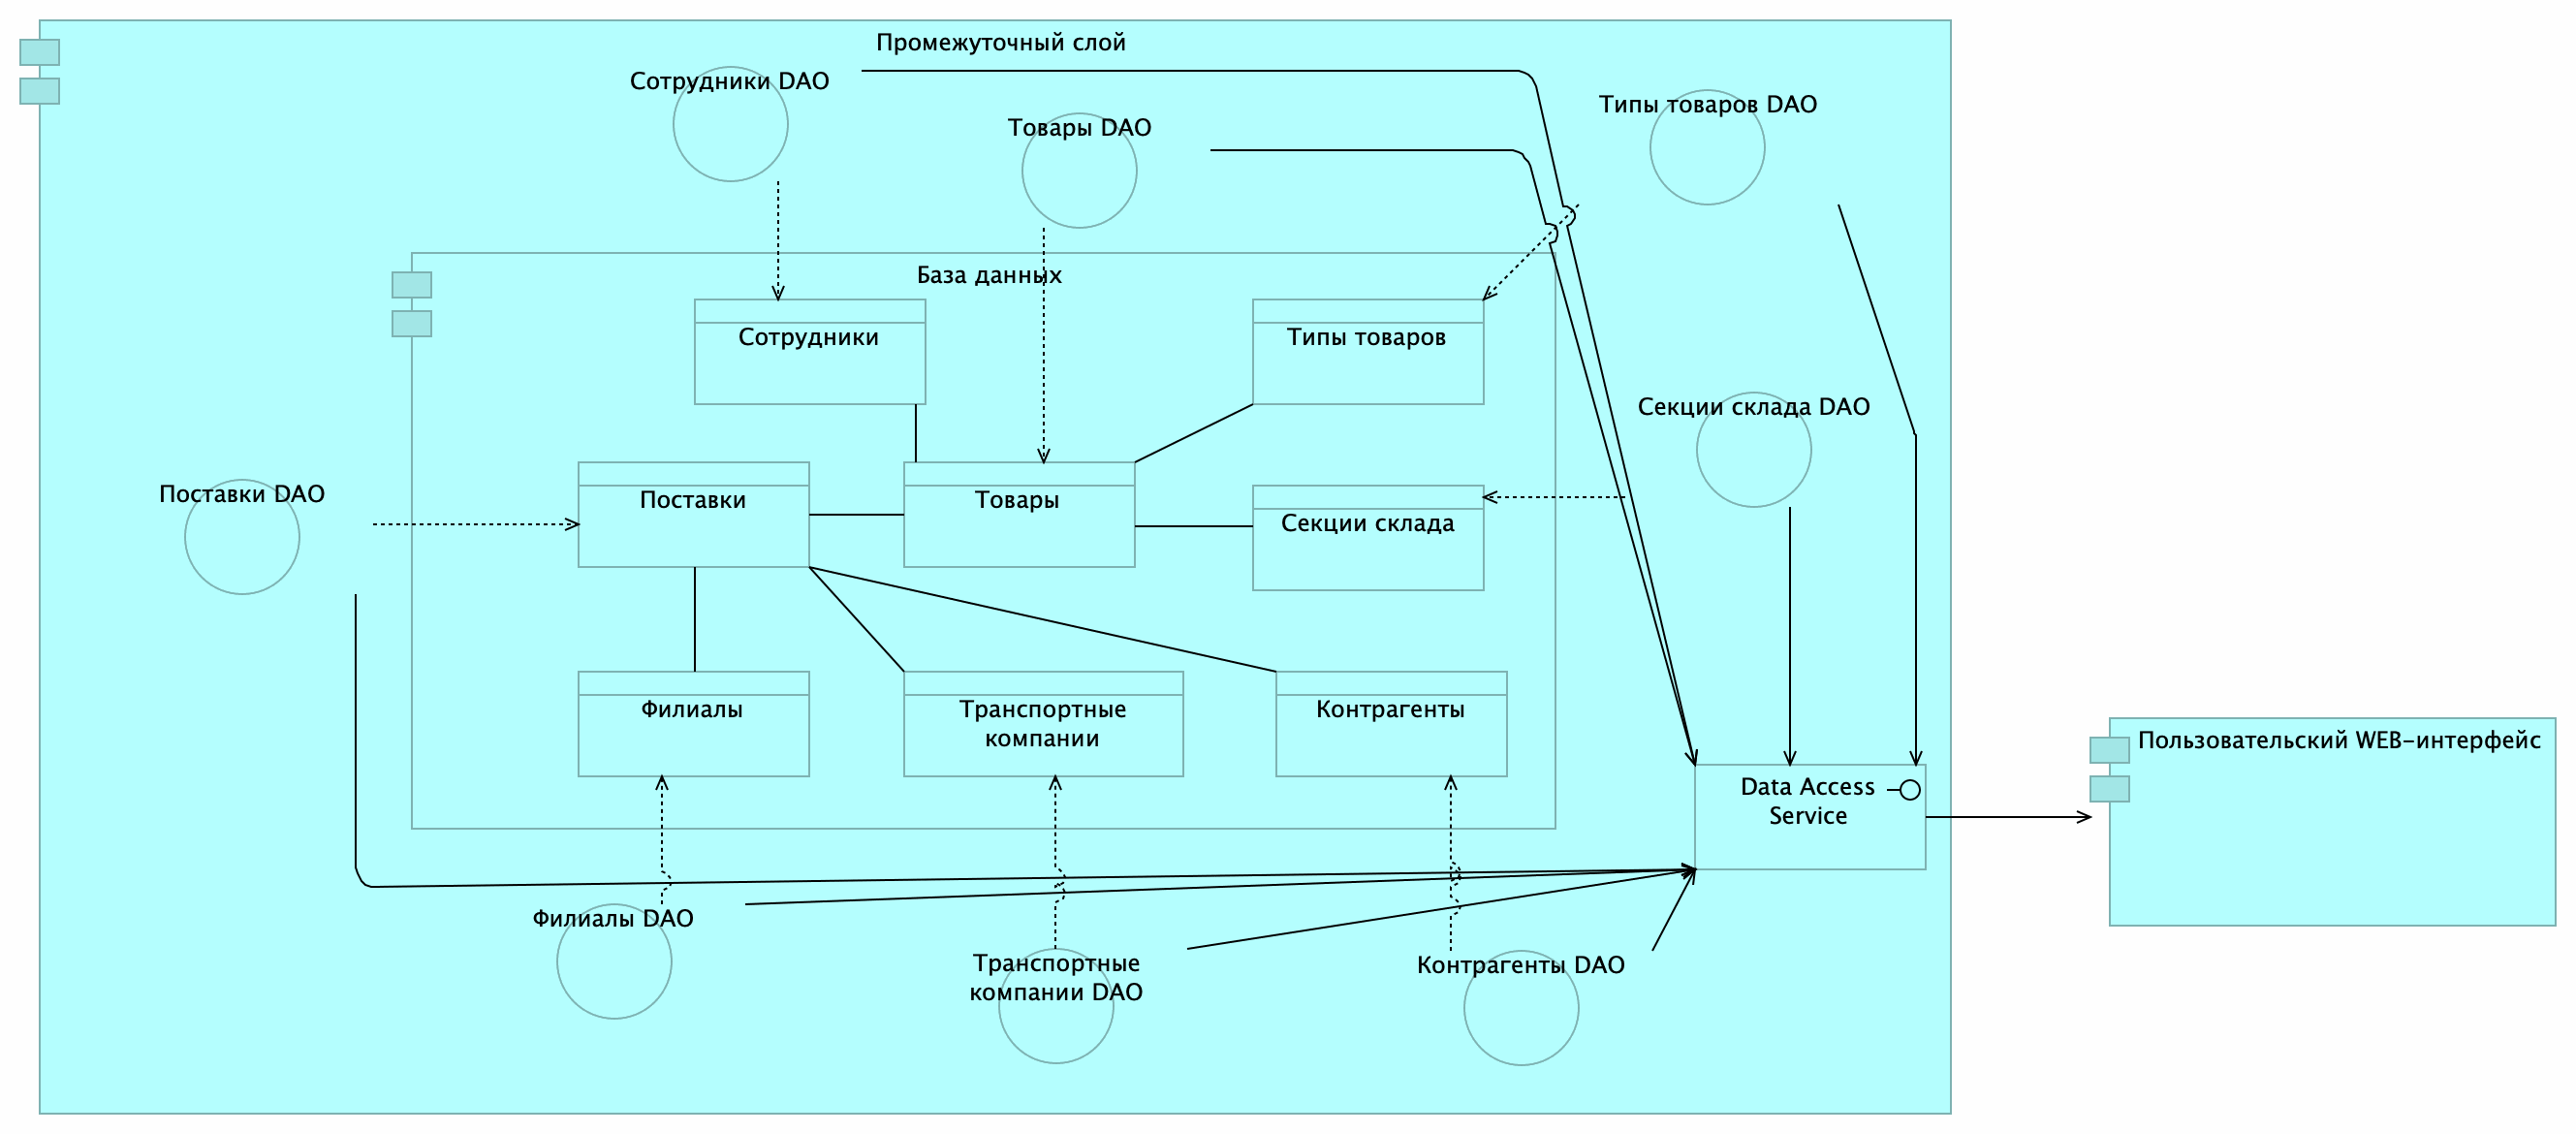 Промежуточный слой
Сотрудники DAO
Типы товаров DAO
Товары DAO
База данных
Сотрудники
Типы товаров
Секции склада DAO
Поставки DAO
Поставки
Товары
Секции склада
Филиалы
Транспортные
компании
Контрагенты
Пользовательский WEB-интерфейс
Data Access
Service
Филиалы DAO
Транспортные
компании DAO
Контрагенты DAO